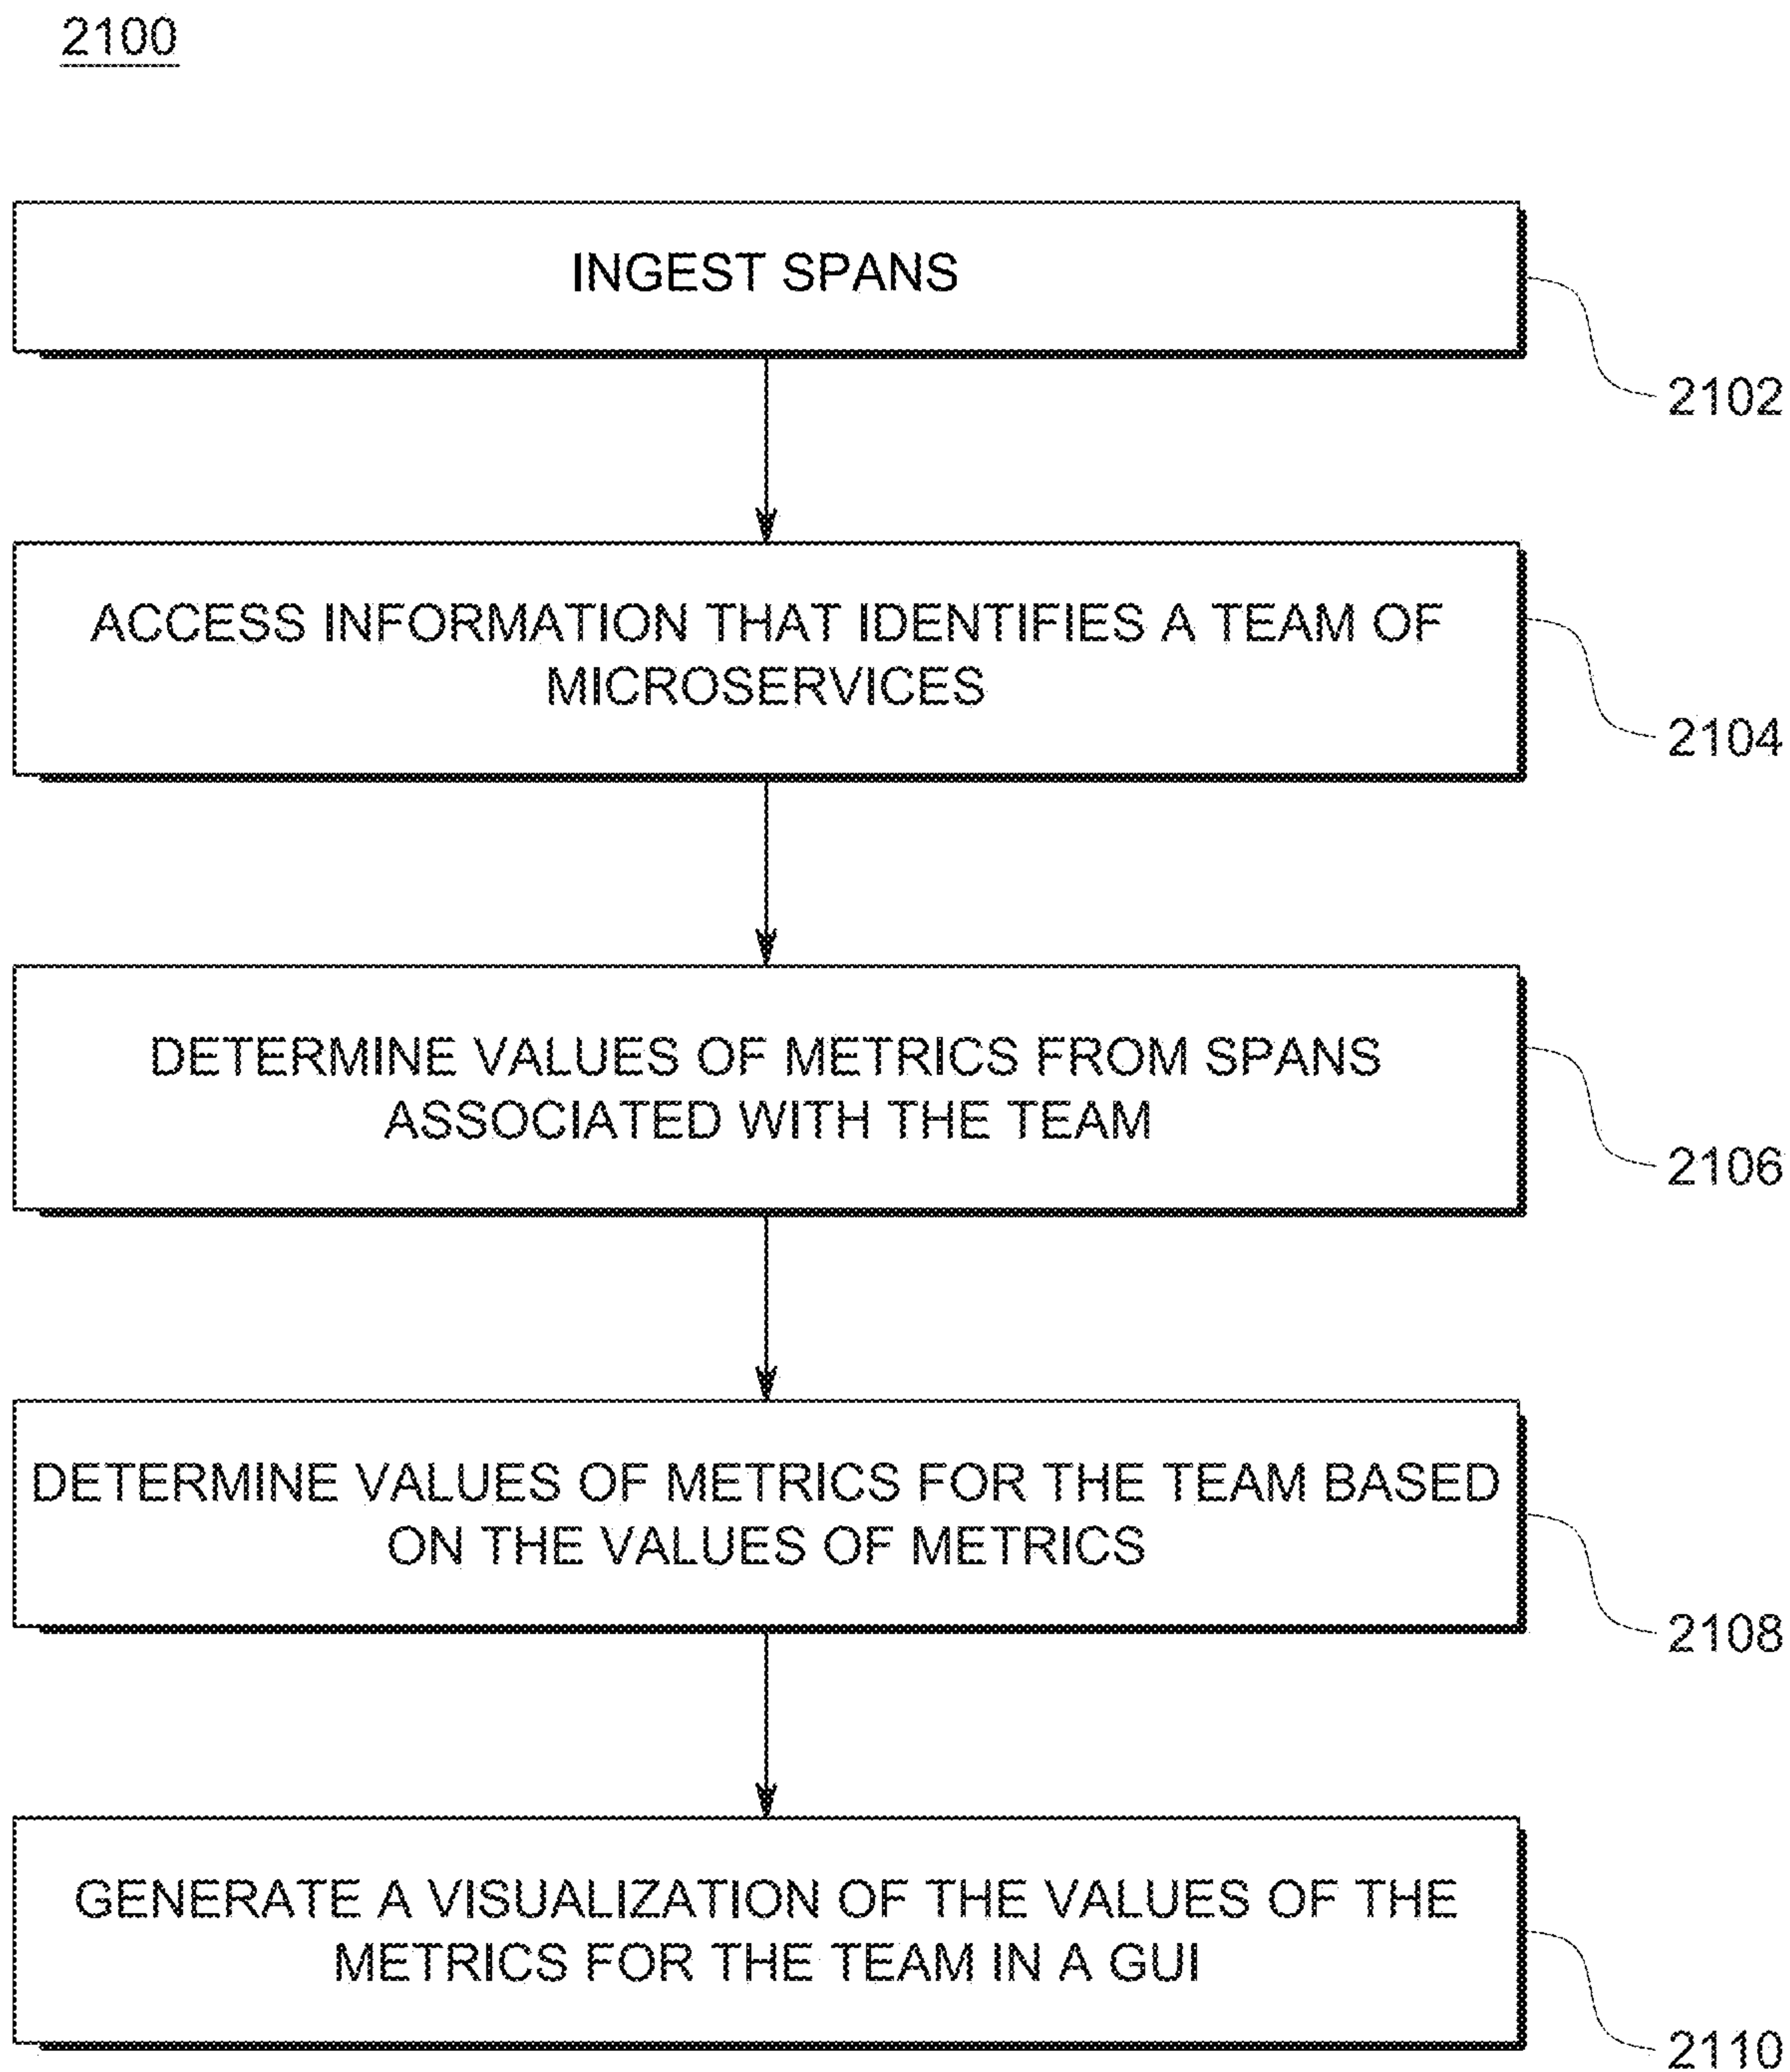 2100
INGEST SPANS
2102
ACCESS INFORMATION THAT IDENTIFIES A TEAM OF
MICROSERVICES
2104
DETERMINE VALUES OF METRICS FROM SPANS
ASSOCIATED WITH THE TEAM
2106
DETERMINE VALUES OF METRICS FOR THE TEAM BASED
ON THE VALUES OF METRICS
2108
GENERATE A VISUALIZATION OF THE VALUES OF THE
METRICS FOR THE TEAM IN A GUI
2110